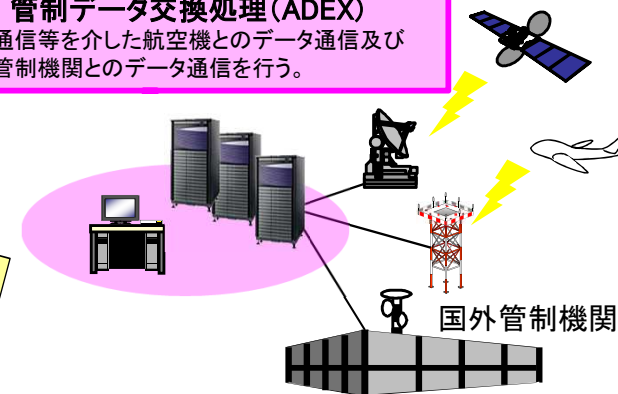 管制データ交換処理(ADEX)
通信等を介した航空機とのデータ通信及び
管制機関とのデータ通信を行う。
国外管制機関